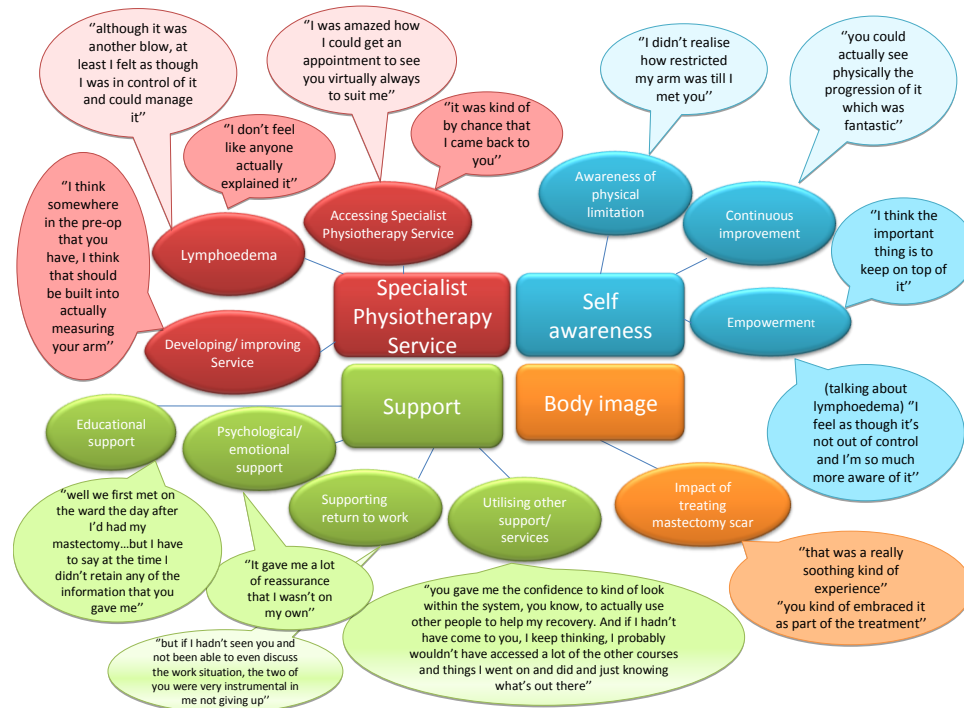 ‘’although it was
another blow, at
least I felt as though
I was in control of it
and could manage
it’’
‘’I was amazed how
I could get an
appointment to see
you virtually always
to suit me’’
‘’I didn’t realise
how restricted
my arm was till I
met you’’
‘’you could
actually see
physically the
progression of it
which was
fantastic’’
‘’I don’t feel
like anyone
actually
explained it’’
‘’it was kind of
by chance that
I came back to
you’’
‘’I think
somewhere
in the pre-op
that you
have, I think
that should
be built into
actually
measuring
your arm’’
Lymphoedema
Accessing Specialist
Physiotherapy Service
Awareness of
physical
limitation
Continuous
improvement
‘’I think the
important
thing is to
keep on top of
it’’
Developing/ improving
Service
Specialist
Physiotherapy
Service
Self
awareness
Empowerment
Support
Body image
(talking about
lymphoedema) ‘’I
feel as though it’s
not out of control
and I’m so much
more aware of it’’
Educational
support
Psychological/
emotional
support
Supporting
return to work
Utilising other
support/
services
Impact of
treating
mastectomy scar
‘’well we first met on
the ward the day after
I’d had my
mastectomy...but I have
to say at the time I
didn’t retain any of the
information that you
gave me’’
‘’It gave me a
lot of
reassurance
that I wasn’t on
my own’’
‘’but if I hadn’t seen you and
not been able to even discuss
the work situation, the two of
you were very instrumental in
me not giving up’’
‘’you gave me the confidence to kind of look
within the system, you know, to actually use
other people to help my recovery. And if I hadn’t
have come to you, I keep thinking, I probably
wouldn’t have accessed a lot of the other courses
and things I went on and did and just knowing
what’s out there’’
‘’that was a really
soothing kind of
experience’’
‘’you kind of embraced it
as part of the treatment’’